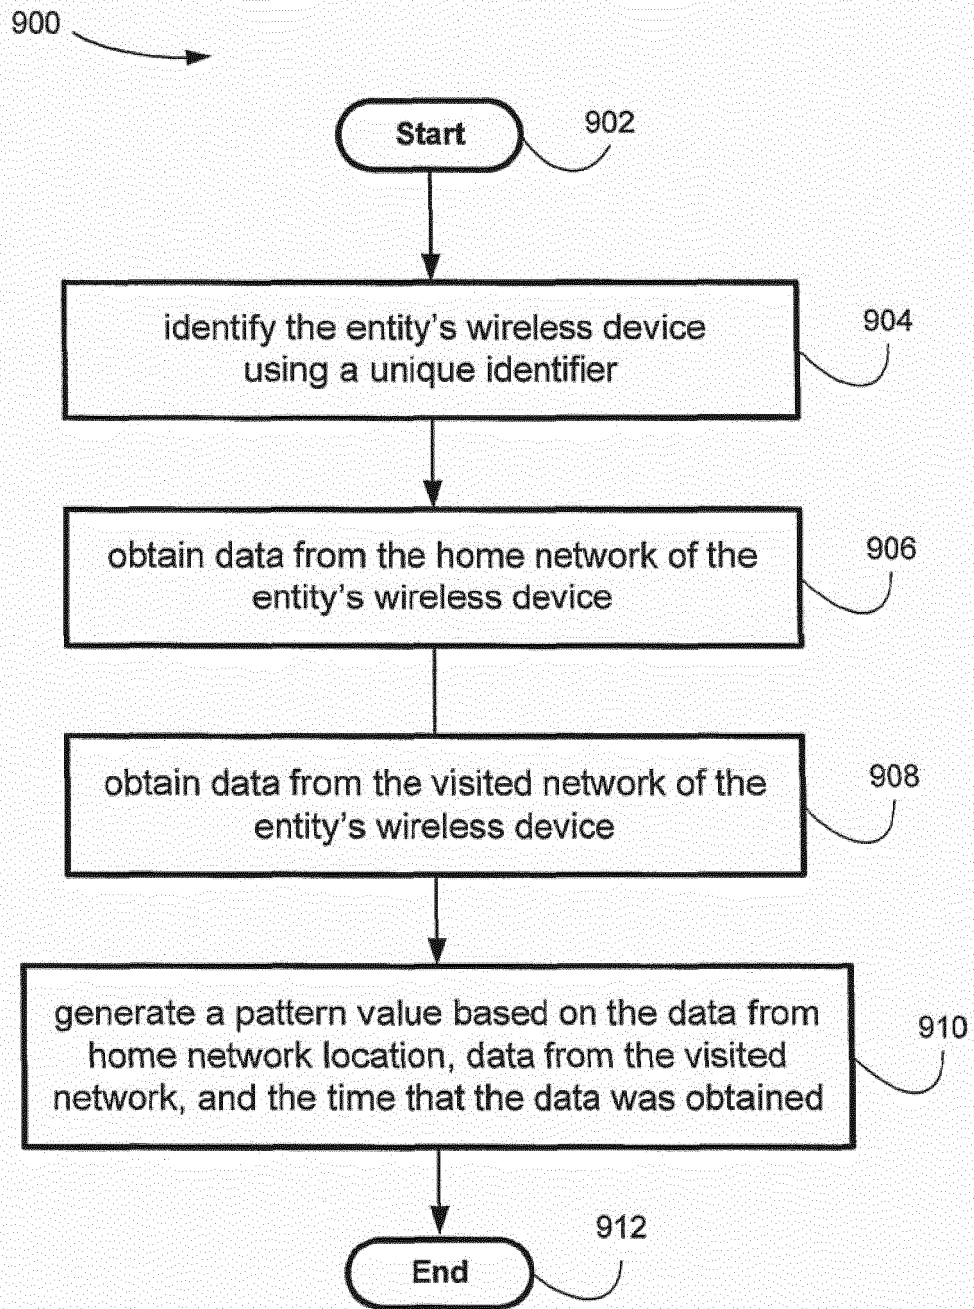 900
Start
902
identify the entity's wireless device
using a unique identifier
904
obtain data from the home network of the
entity's wireless device
906
obtain data from the visited network of the
entity's wireless device
908
generate a pattern value based on the data from
home network location, data from the visited
network, and the time that the data was obtained
910
End
912